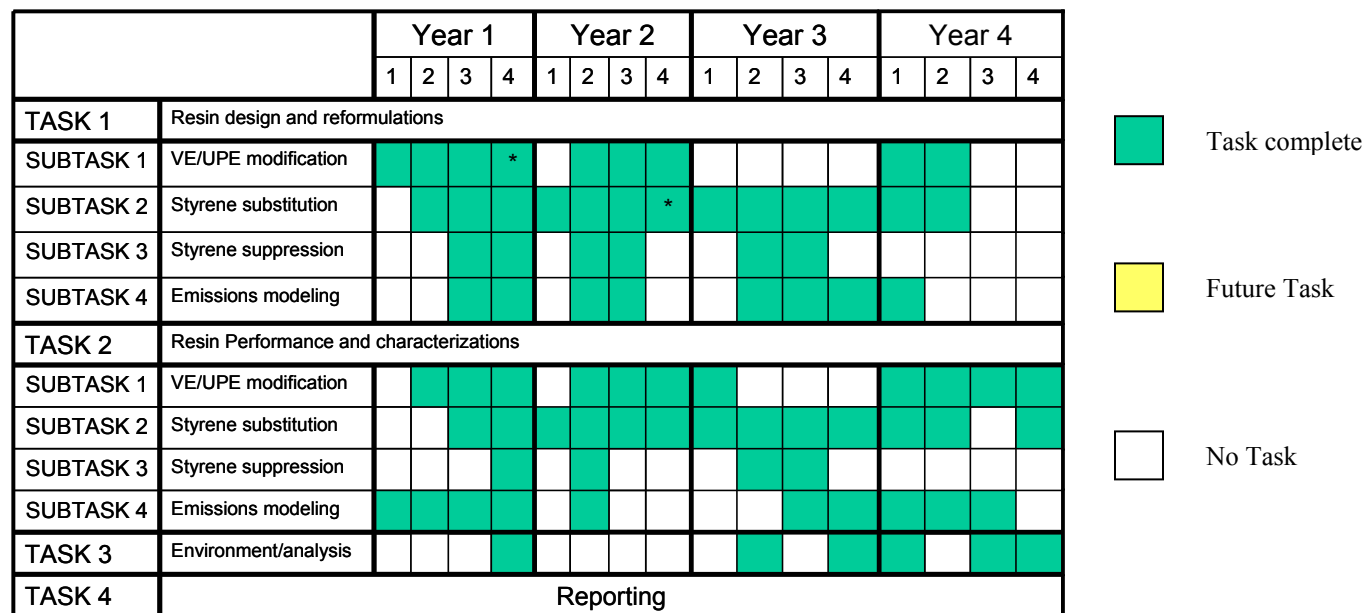 Year 1 Year 2 Year 3 Year 4
1 2 3 4 1 2 3 4 1 2 3 4 1 2 3 4
TASK 1 Resin design and reformulations
SUBTASK 1 VE/UPE modification *
SUBTASK 2 Styrene substitution *
SUBTASK 3 Styrene suppression
SUBTASK 4 Emissions modeling
TASK 2 Resin Performance and characterizations
SUBTASK 1 VE/UPE modification
SUBTASK 2 Styrene substitution
SUBTASK 3 Styrene suppression
SUBTASK 4 Emissions modeling
TASK 3 Environment/analysis
TASK 4 Reporting
Task complete
Future Task
No Task